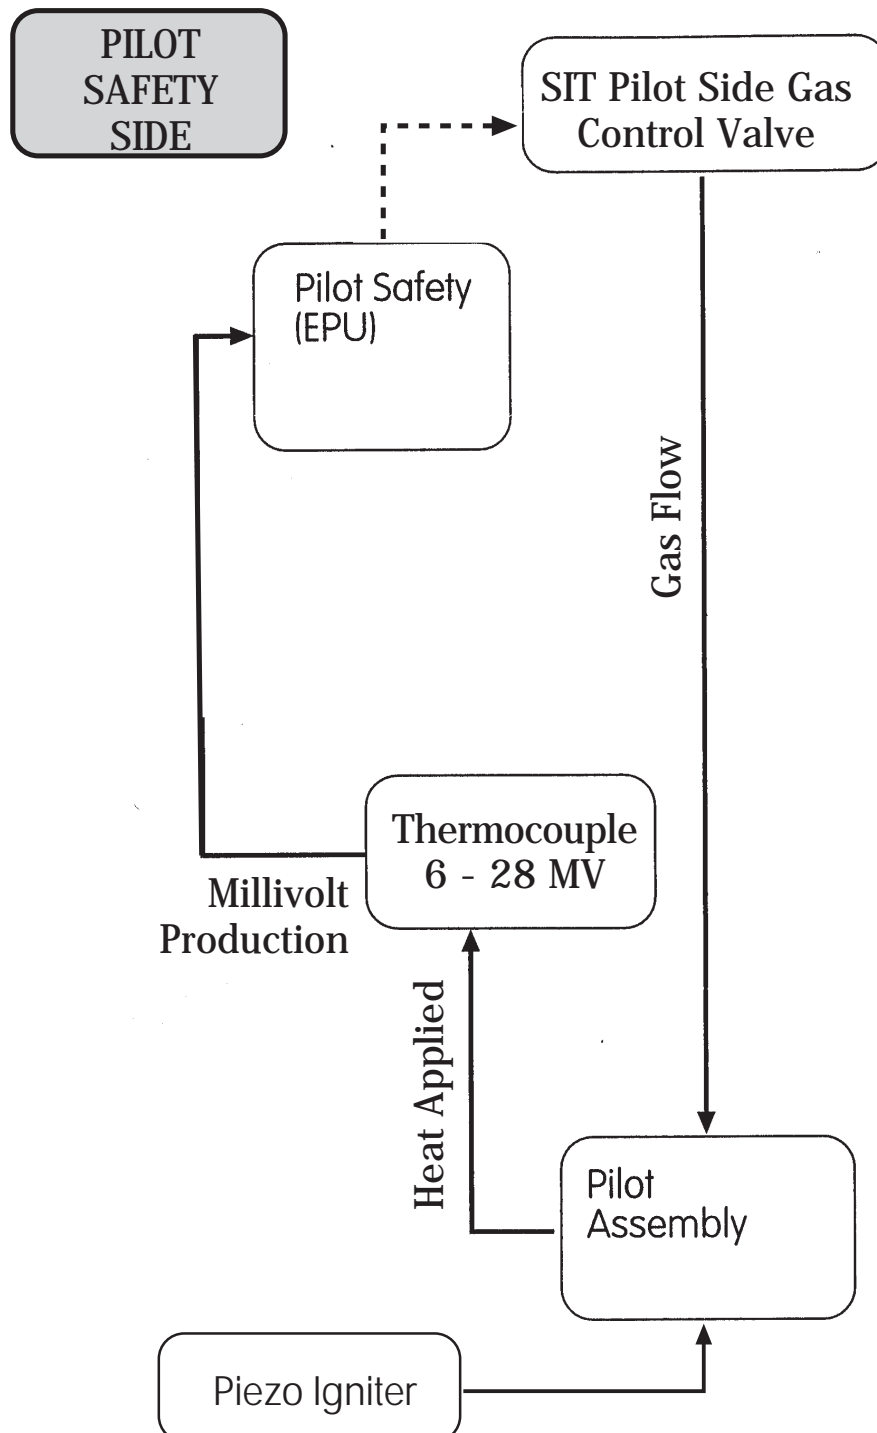 PILOT
SAFETY
SIDE
SIT Pilot Side Gas
Control Valve
Pilot Safety
(EPU)
Gas Flow
Thermocouple
6 - 28 MV
Millivolt
Production
Heat Applied
Pilot
Assembly
Piezo Igniter